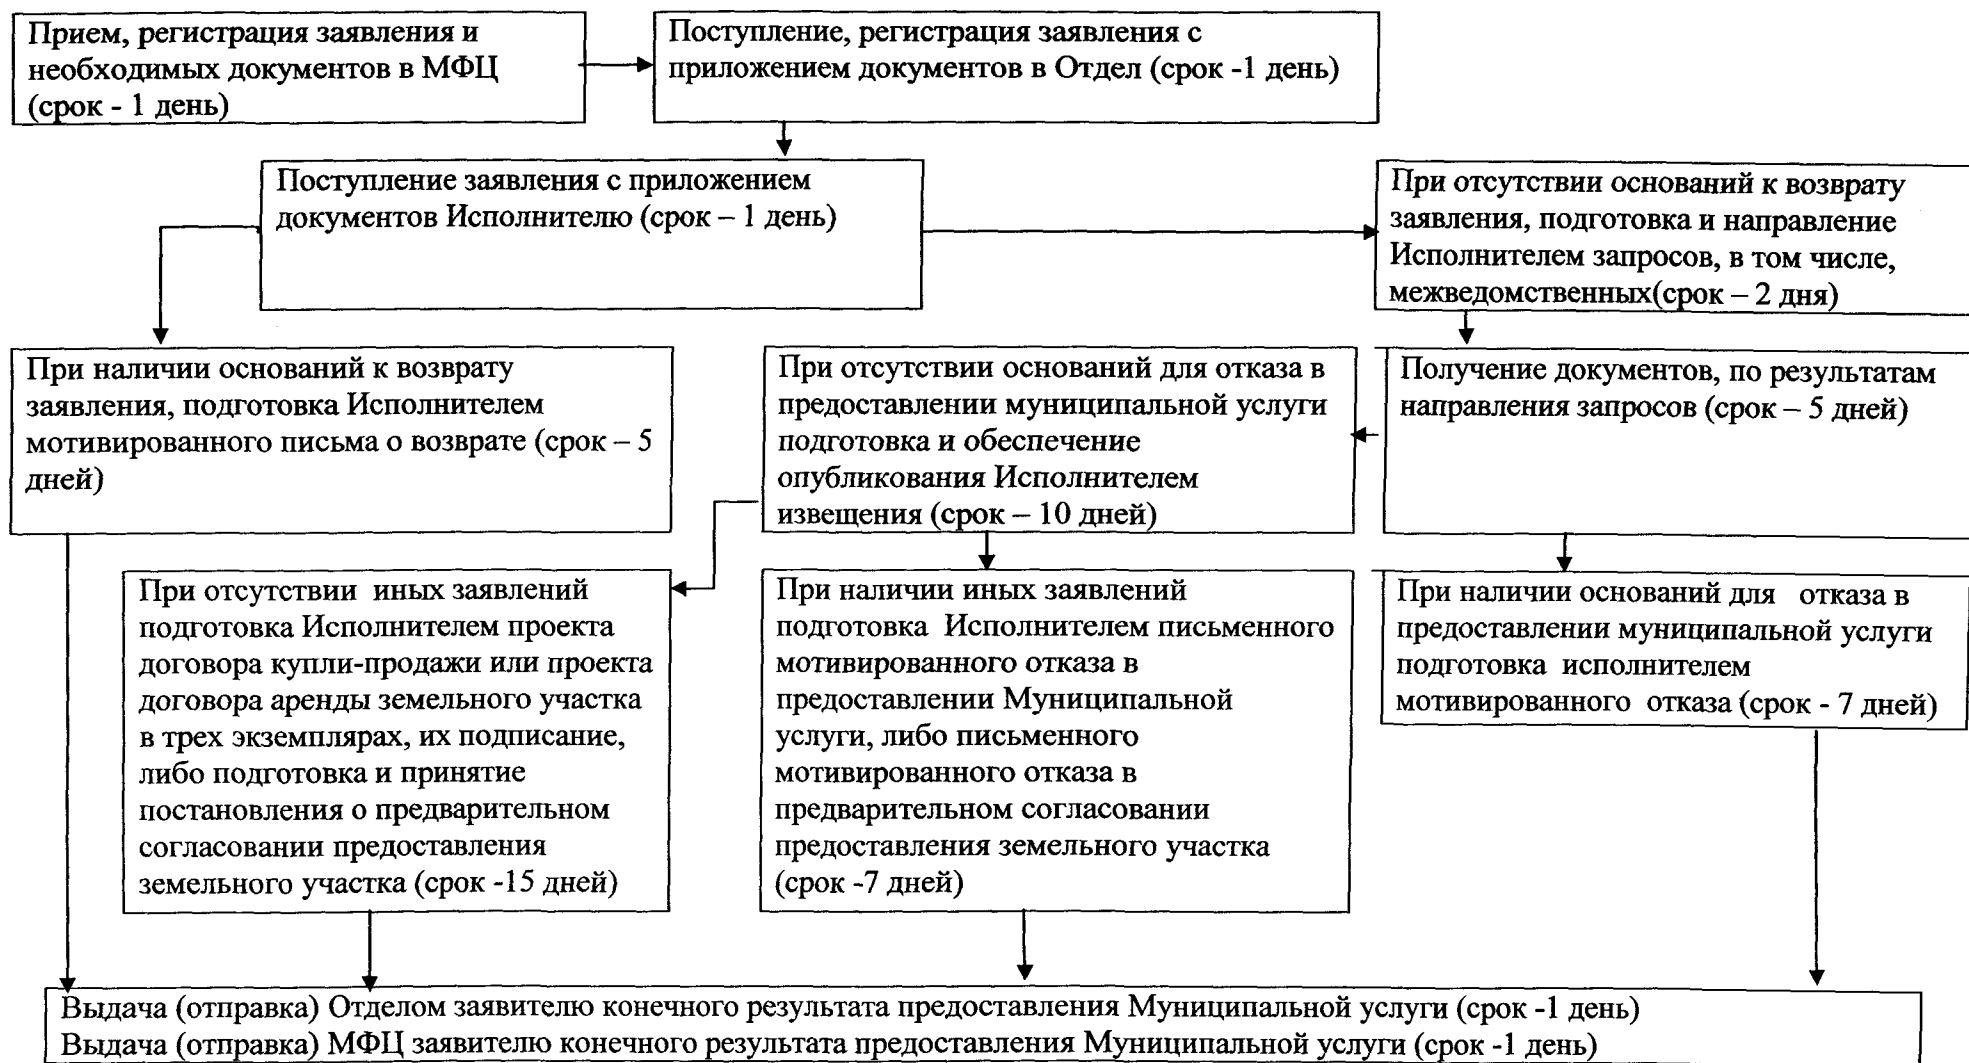 Прием, регистрация заявления и
необходимых документов в МФЦ
(срок - 1 день)
Поступление, регистрация заявления с
приложением документов в Отдел (срок -1 день)
Поступление заявления с приложением
документов Исполнителю (срок – 1 день)
При отсутствии оснований к возврату
заявления, подготовка и направление
Исполнителем запросов, в том числе,
межведомственных(срок – 2 дня)
При наличии оснований к возврату
заявления, подготовка Исполнителем
мотивированного письма о возврате (срок – 5
дней)
При отсутствии оснований для отказа в
предоставлении муниципальной услуги
подготовка и обеспечение
опубликования Исполнителем
извещения (срок – 10 дней)
Получение документов, по результатам
направления запросов (срок – 5 дней)
При отсутствии иных заявлений
подготовка Исполнителем проекта
договора купли-продажи или проекта
договора аренды земельного участка
в трех экземплярах, их подписание,
либо подготовка и принятие
постановления о предварительном
согласовании предоставления
земельного участка (срок -15 дней)
При наличии иных заявлений
подготовка Исполнителем письменного
мотивированного отказа в
предоставлении Муниципальной
услуги, либо письменного
мотивированного отказа в
предварительном согласовании
предоставления земельного участка
(срок -7 дней)
При наличии оснований для отказа в
предоставлении муниципальной услуги
подготовка исполнителем
мотивированного отказа (срок - 7 дней)
Выдача (отправка) Отделом заявителю конечного результата предоставления Муниципальной услуги (срок -1 день)
Выдача (отправка) МФЦ заявителю конечного результата предоставления Муниципальной услуги (срок -1 день)